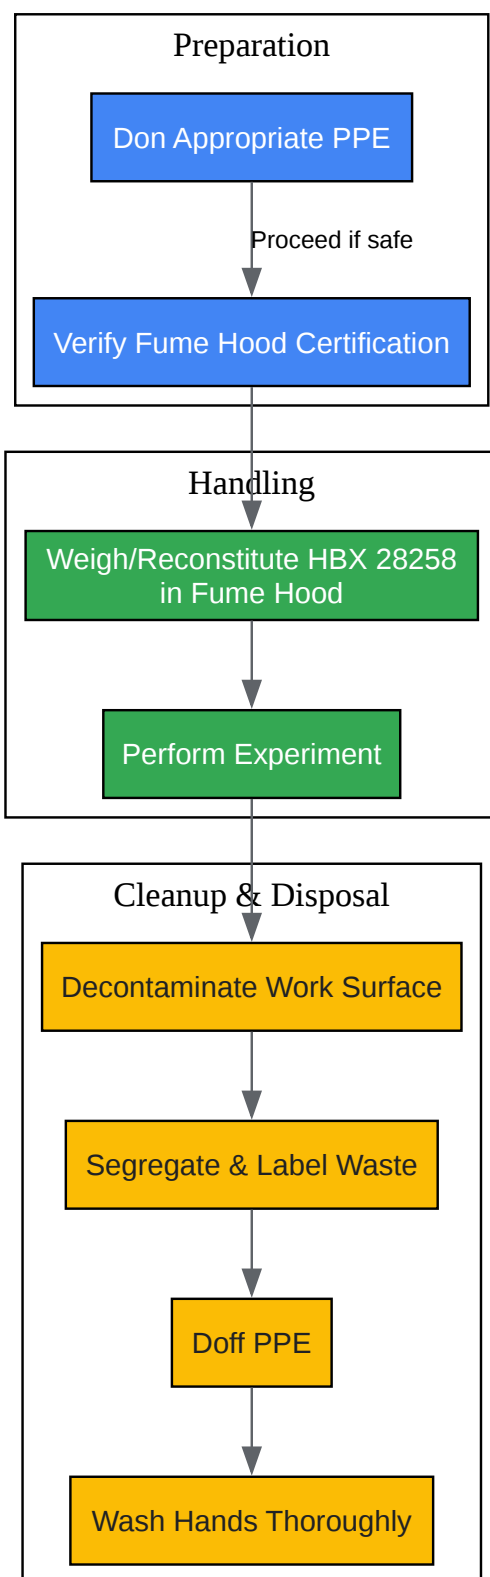 Preparation
Don Appropriate PPE
Proceed if safe
Verify Fume Hood Certification
Handling
Weigh/Reconstitute HBX 28258
in Fume Hood
Perform Experiment
Cleanup & Disposal
Decontaminate Work Surface
Segregate & Label Waste
Doff PPE
Wash Hands Thoroughly